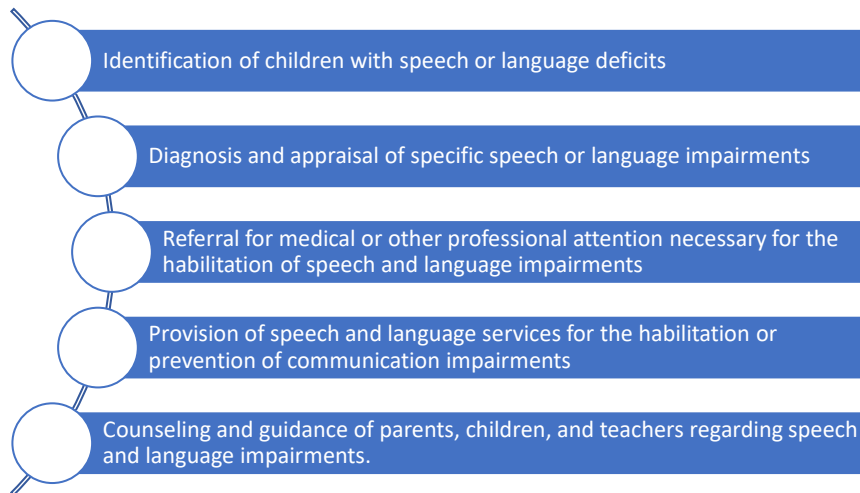 Identification of children with speech or language deficits
Diagnosis and appraisal of specific speech or language impairments
Referral for medical or other professional attention necessary for the
habilitation of speech and language impairments
Provision of speech and language services for the habilitation or
prevention of communication impairments
Counseling and guidance of parents, children, and teachers regarding speech
and language impairments.